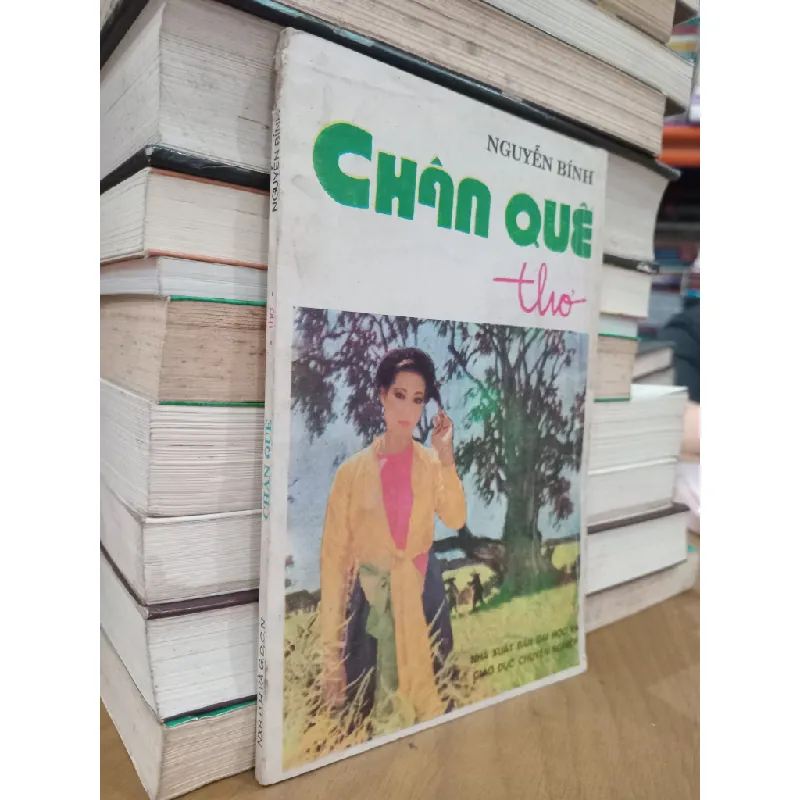 NGUYỄN BÍNH
CHÂN QUÊ
thơ
NHÀ XUẤT BẢN ĐẠI HỌC VÀ
GIÁO DỤC CHUYÊN NGHIỆP
NGUYỄN BÍNH
CHÂN QUÊ